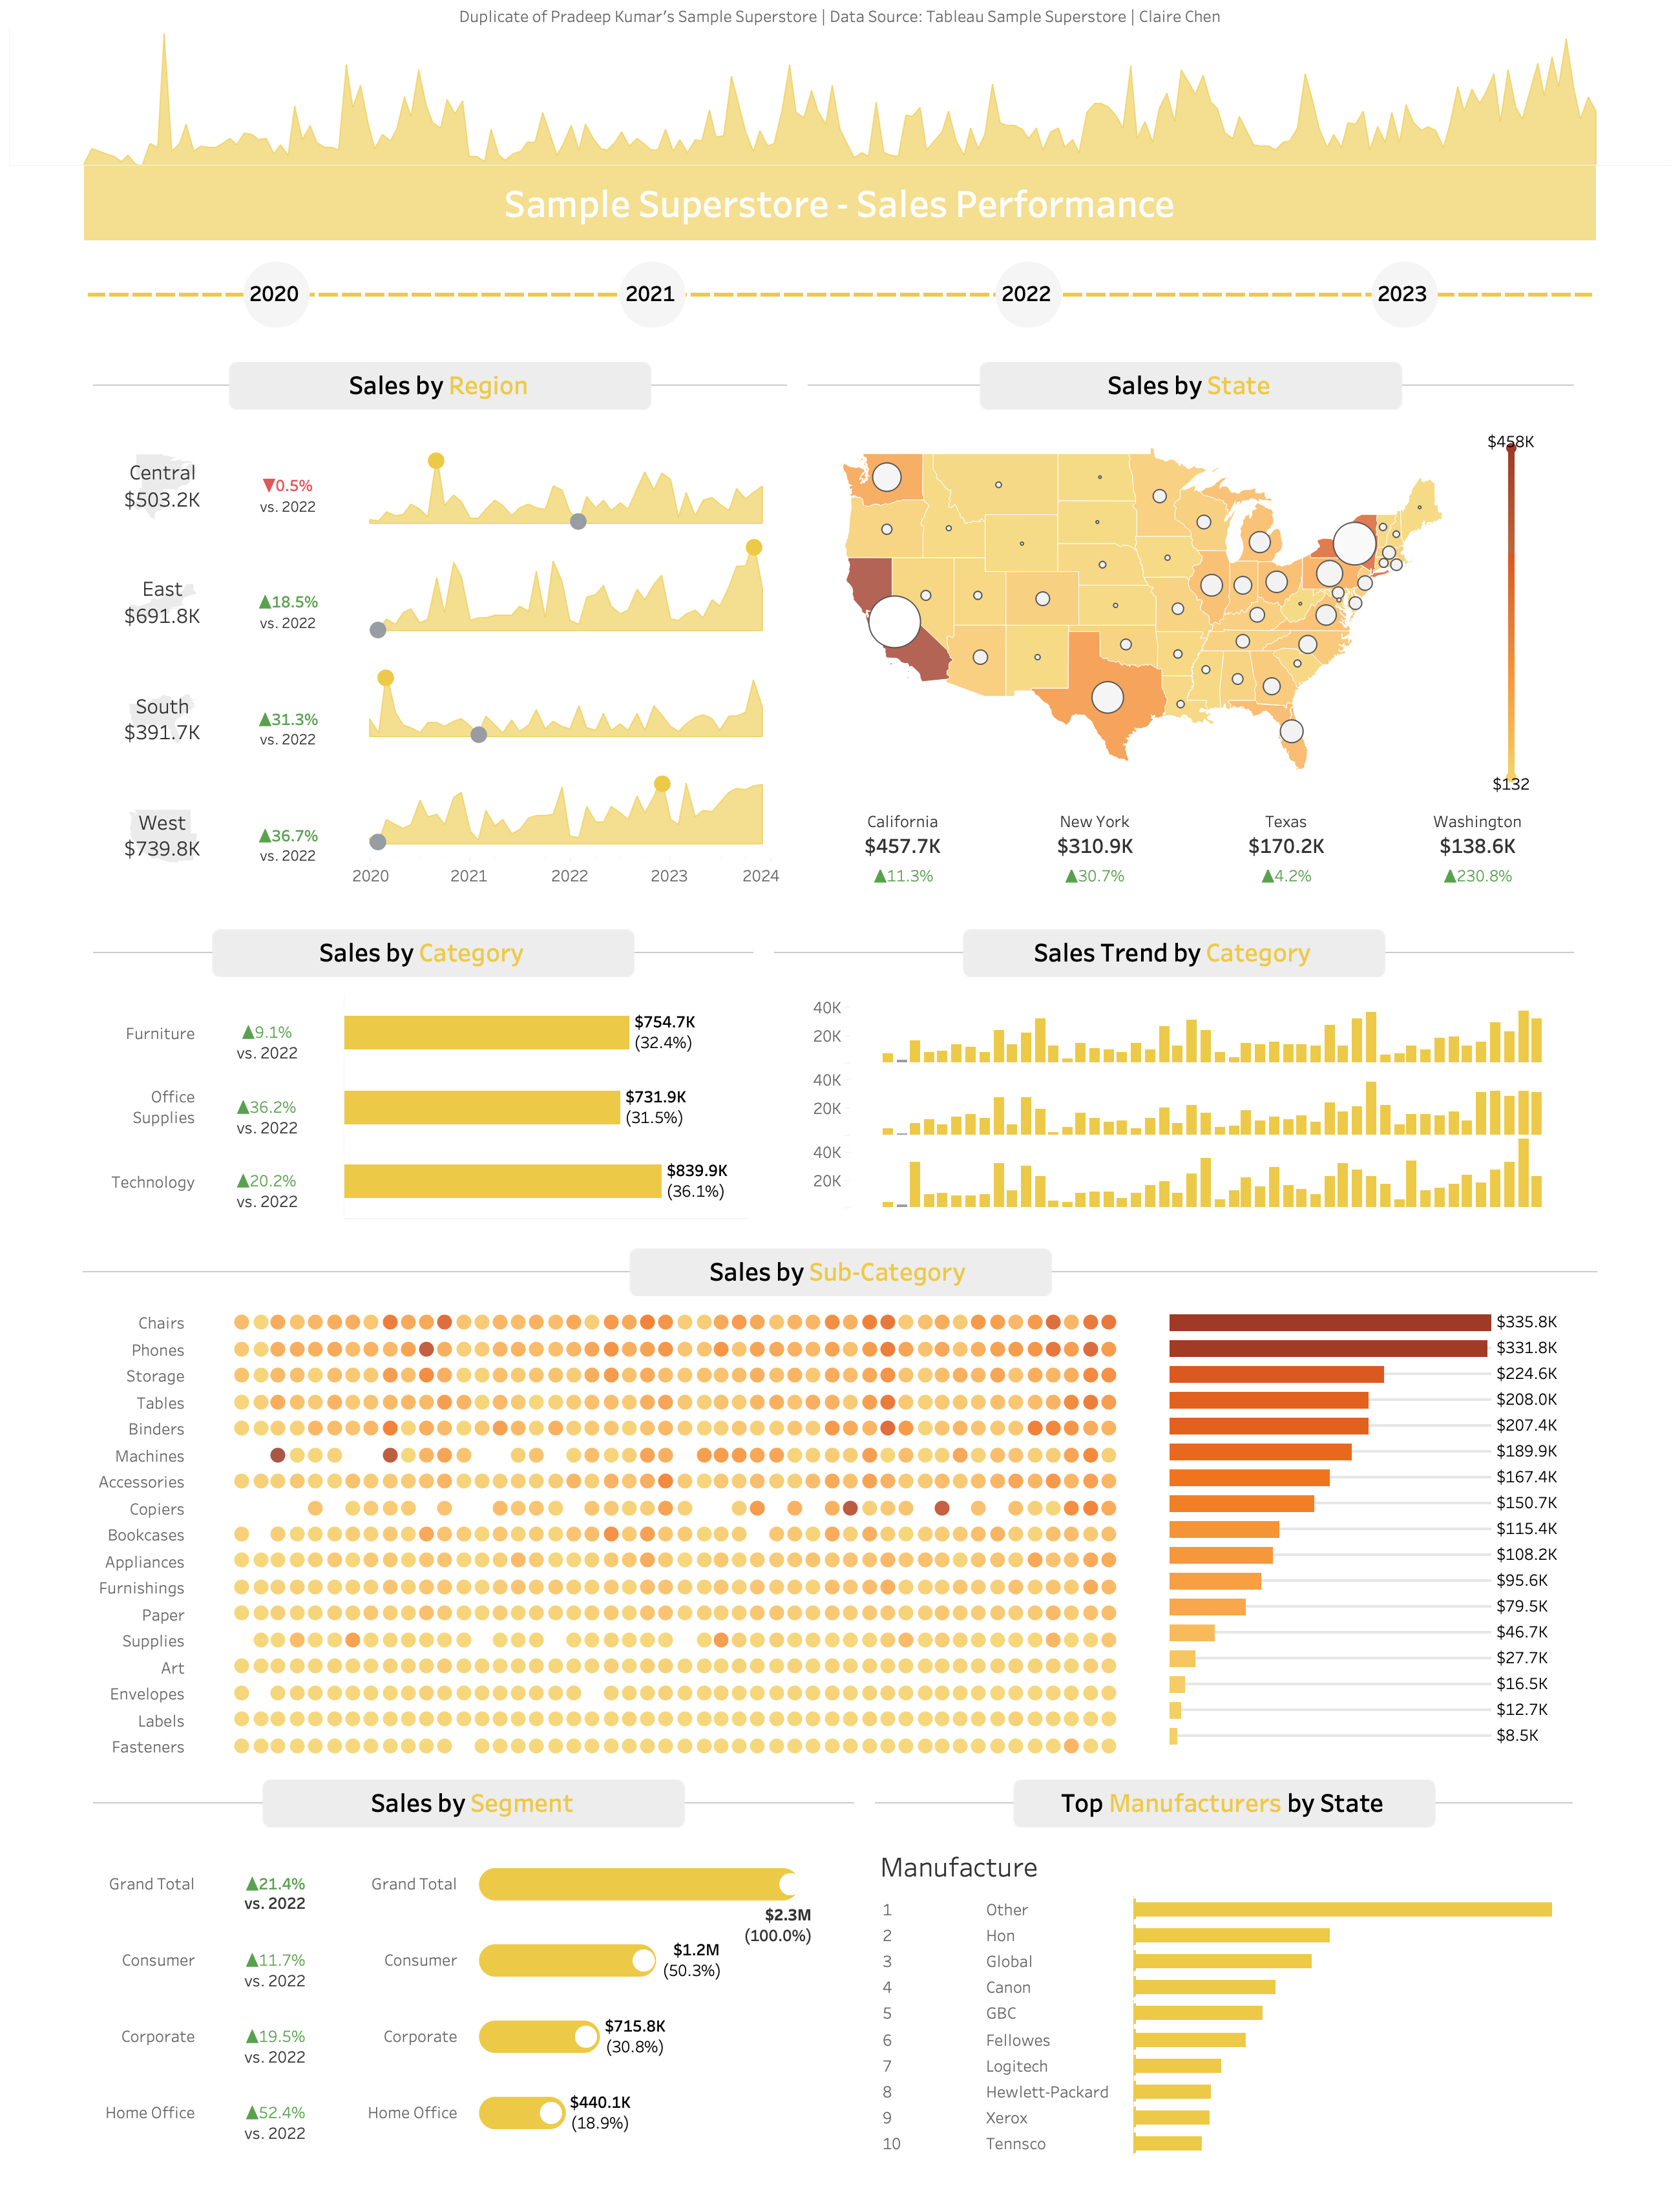 Duplicate of Pradeep Kumar's Sample Superstore | Data Source: Tableau Sample Superstore | Claire Chen
Sample Superstore - Sales Performance
2020 2021 2022 2023
Sales by Region
Central
$503.2K
▼0.5%
vs. 2022
East
$691.8K
▲18.5%
vs. 2022
South
$391.7K
▲31.3%
vs. 2022
West
$739.8K
▲36.7%
vs. 2022
2020 2021 2022 2023 2024
Sales by State
$458K
$132
California New York Texas Washington
$457.7K $310.9K $170.2K $138.6K
▲11.3% ▲30.7% ▲4.2% ▲230.8%
Sales by Category
Furniture
▲9.1%
vs. 2022
$754.7K
(32.4%)
Office
Supplies
▲36.2%
vs. 2022
$731.9K
(31.5%)
Technology
▲20.2%
vs. 2022
$839.9K
(36.1%)
Sales Trend by Category
40K
20K
40K
20K
40K
20K
Sales by Sub-Category
Chairs $335.8K
Phones $331.8K
Storage $224.6K
Tables $208.0K
Binders $207.4K
Machines $189.9K
Accessories $167.4K
Copiers $150.7K
Bookcases $115.4K
Appliances $108.2K
Furnishings $95.6K
Paper $79.5K
Supplies $46.7K
Art $27.7K
Envelopes $16.5K
Labels $12.7K
Fasteners $8.5K
Sales by Segment
Grand Total
▲21.4%
vs. 2022
Grand Total
$2.3M
(100.0%)
Consumer
▲11.7%
vs. 2022
Consumer
$1.2M
(50.3%)
Corporate
▲19.5%
vs. 2022
Corporate
$715.8K
(30.8%)
Home Office
▲52.4%
vs. 2022
Home Office
$440.1K
(18.9%)
Top Manufacturers by State
Manufacture
1 Other
2 Hon
3 Global
4 Canon
5 GBC
6 Fellowes
7 Logitech
8 Hewlett-Packard
9 Xerox
10 Tennsco